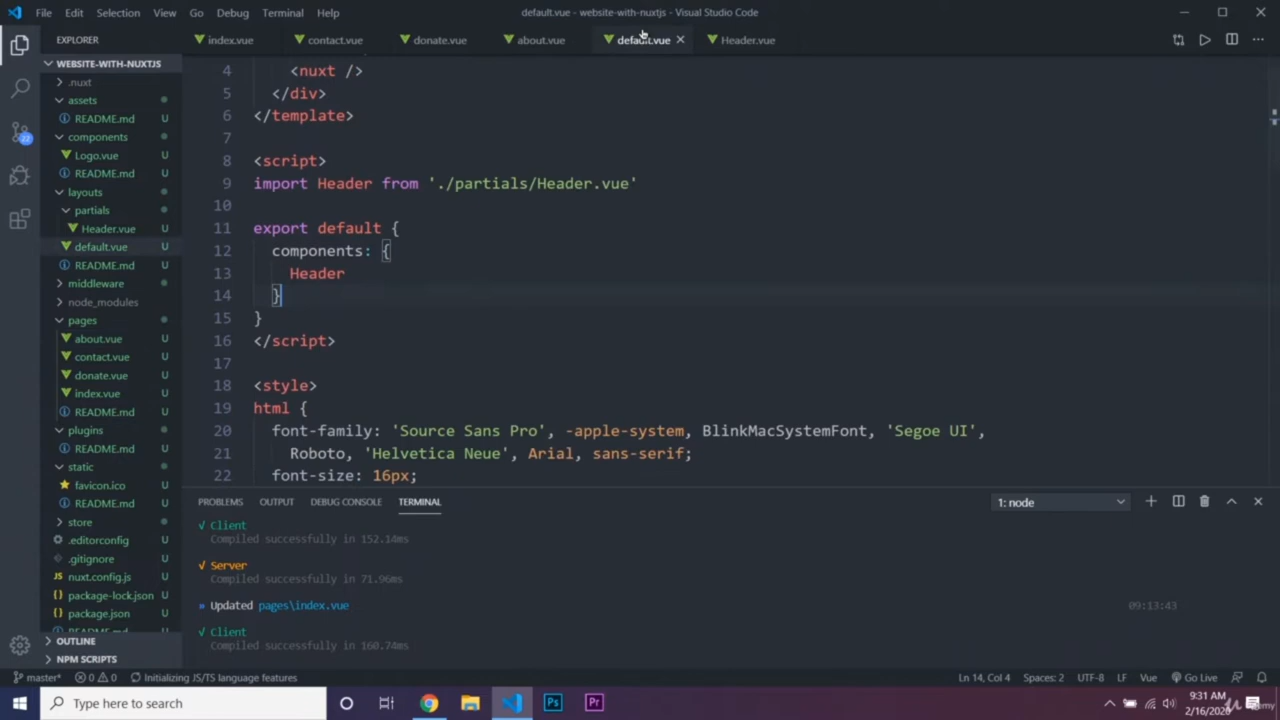 File Edit Selection View Go Debug Terminal Help
default.vue - website-with-nuxtjs - Visual Studio Code
EXPLORER
index.vue contact.vue donate.vue about.vue default.vue Header.vue
WEBSITE-WITH-NUXTJS
.nuxt
assets
README.md U
components
Logo.vue U
README.md U
layouts
partials
Header.vue U
default.vue U
README.md U
middleware
node_modules
pages
about.vue U
contact.vue U
donate.vue U
index.vue U
README.md U
plugins
README.md U
static
favicon.ico U
README.md U
store
.editorconfig U
.gitignore U
nuxt.config.js U
package-lock.json U
package.json U
README.md U
OUTLINE
NPM SCRIPTS
4 <nuxt />
5 </div>
6 </template>
7
8 <script>
9 import Header from './partials/Header.vue'
10
11 export default {
12 components: {
13 Header
14 }
15 }
16 </script>
17
18 <style>
19 html {
20 font-family: 'Source Sans Pro', -apple-system, BlinkMacSystemFont, 'Segoe UI',
21 Roboto, 'Helvetica Neue', Arial, sans-serif;
22 font-size: 16px;
PROBLEMS OUTPUT DEBUG CONSOLE TERMINAL
1: node
√ Client
Compiled successfully in 152.14ms
√ Server
Compiled successfully in 71.96ms
» Updated pages\index.vue 09:13:43
√ Client
Compiled successfully in 160.74ms
22
master* 0 0 Initializing JS/TS language features
Ln 14, Col 4 Spaces: 2 UTF-8 LF Vue Go Live
Type here to search
Ps Pr
9:31 AM
2/16/2020